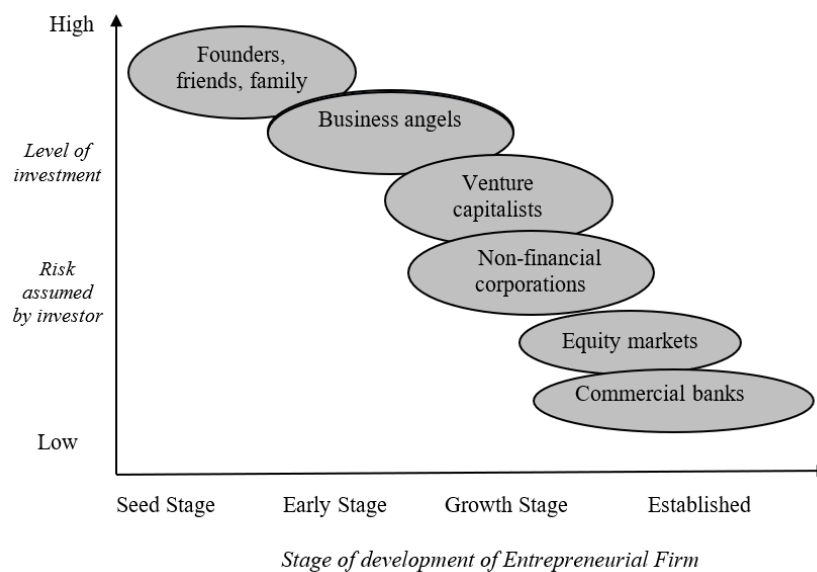 High
Founders,
friends, family
Business angels
Level of
investment
Venture
capitalists
Non-financial
corporations
Risk
assumed
by investor
Equity markets
Commercial banks
Low
Seed Stage
Early Stage
Growth Stage
Established
Stage of development of Entrepreneurial Firm